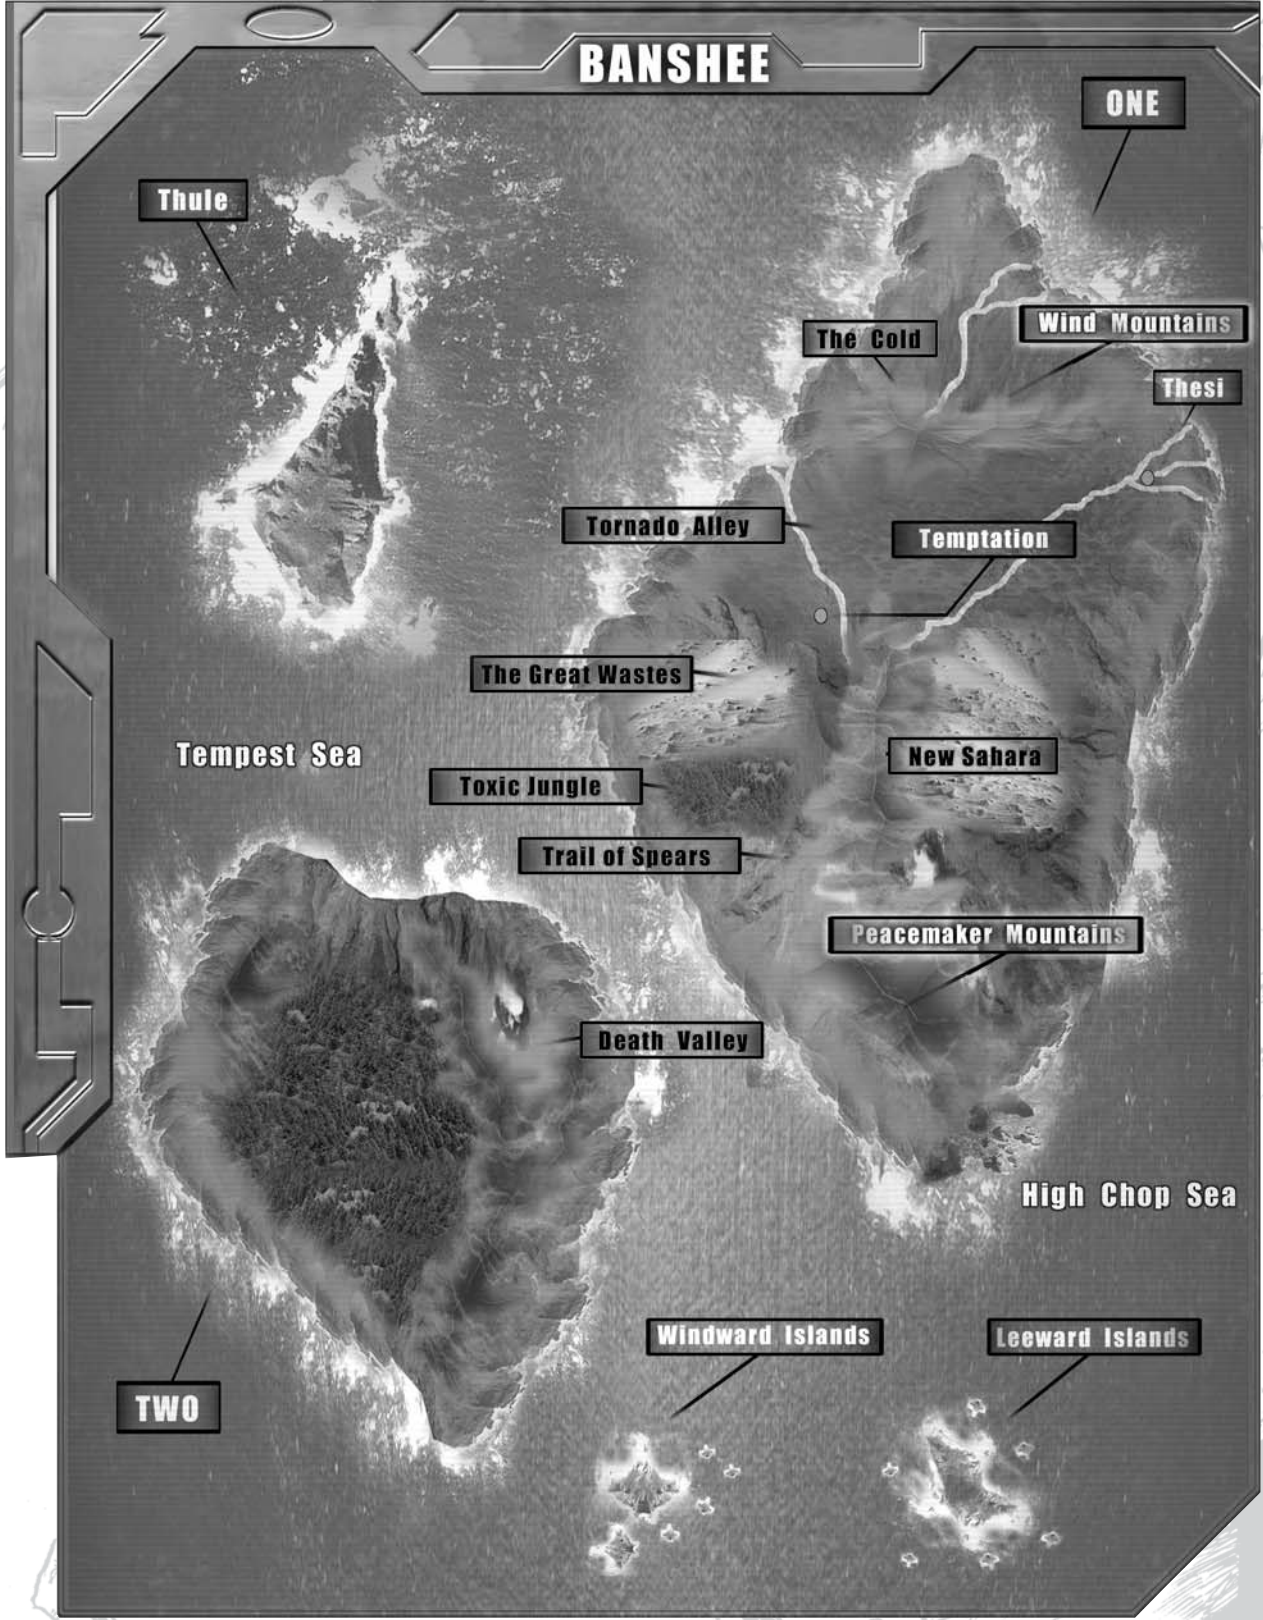 BANSHEE
ONE
Thule
Wind Mountains
The Cold
Thesi
Tornado Alley
Temptation
The Great Wastes
Tempest Sea
New Sahara
Toxic Jungle
Trail of Spears
Peacemaker Mountains
Death Valley
High Chop Sea
Windward Islands
Leeward Islands
TWO